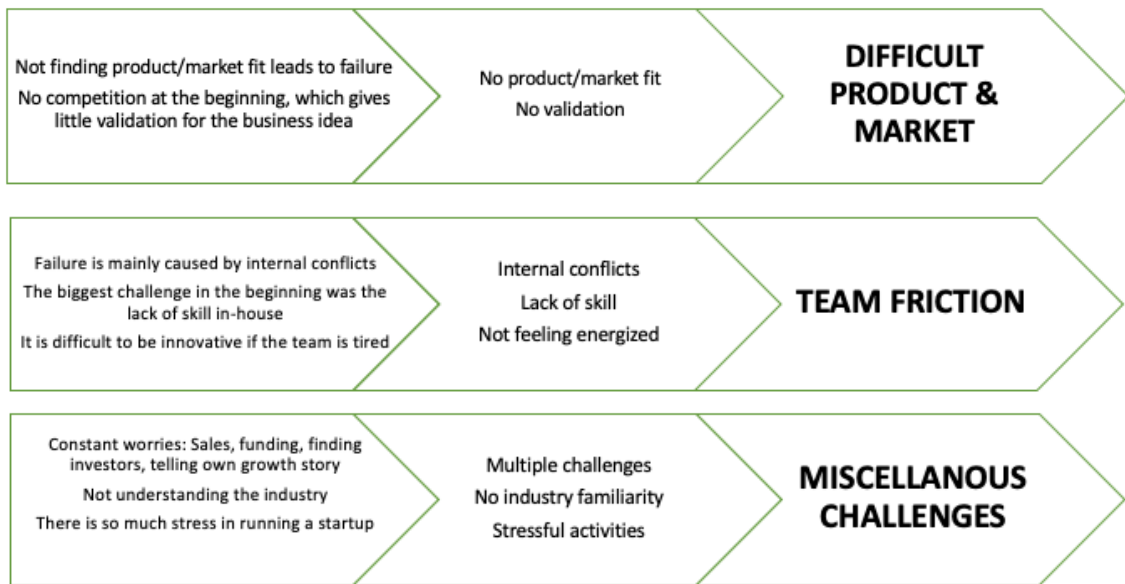 Not finding product/market fit leads to failure
No competition at the beginning, which gives
little validation for the business idea
No product/market fit
No validation
DIFFICULT
PRODUCT &
MARKET
Failure is mainly caused by internal conflicts
The biggest challenge in the beginning was the
lack of skill in-house
It is difficult to be innovative if the team is tired
Internal conflicts
Lack of skill
Not feeling energized
TEAM FRICTION
Constant worries: Sales, funding, finding
investors, telling own growth story
Not understanding the industry
There is so much stress in running a startup
Multiple challenges
No industry familiarity
Stressful activities
MISCELLANOUS
CHALLENGES